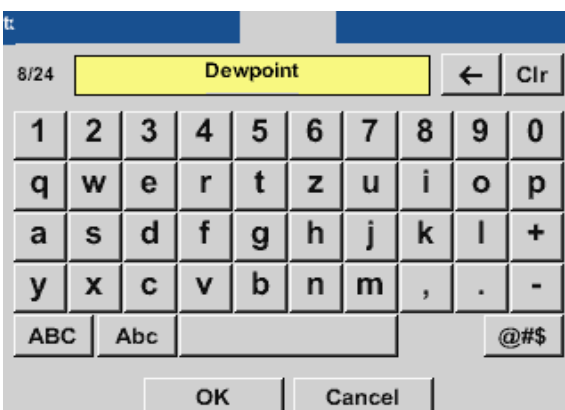 t:
8/24 Dewpoint ← Clr
1 2 3 4 5 6 7 8 9 0
q w e r t z u i o p
a s d f g h j k l +
y x c v b n m , . -
ABC Abc @#$
OK Cancel